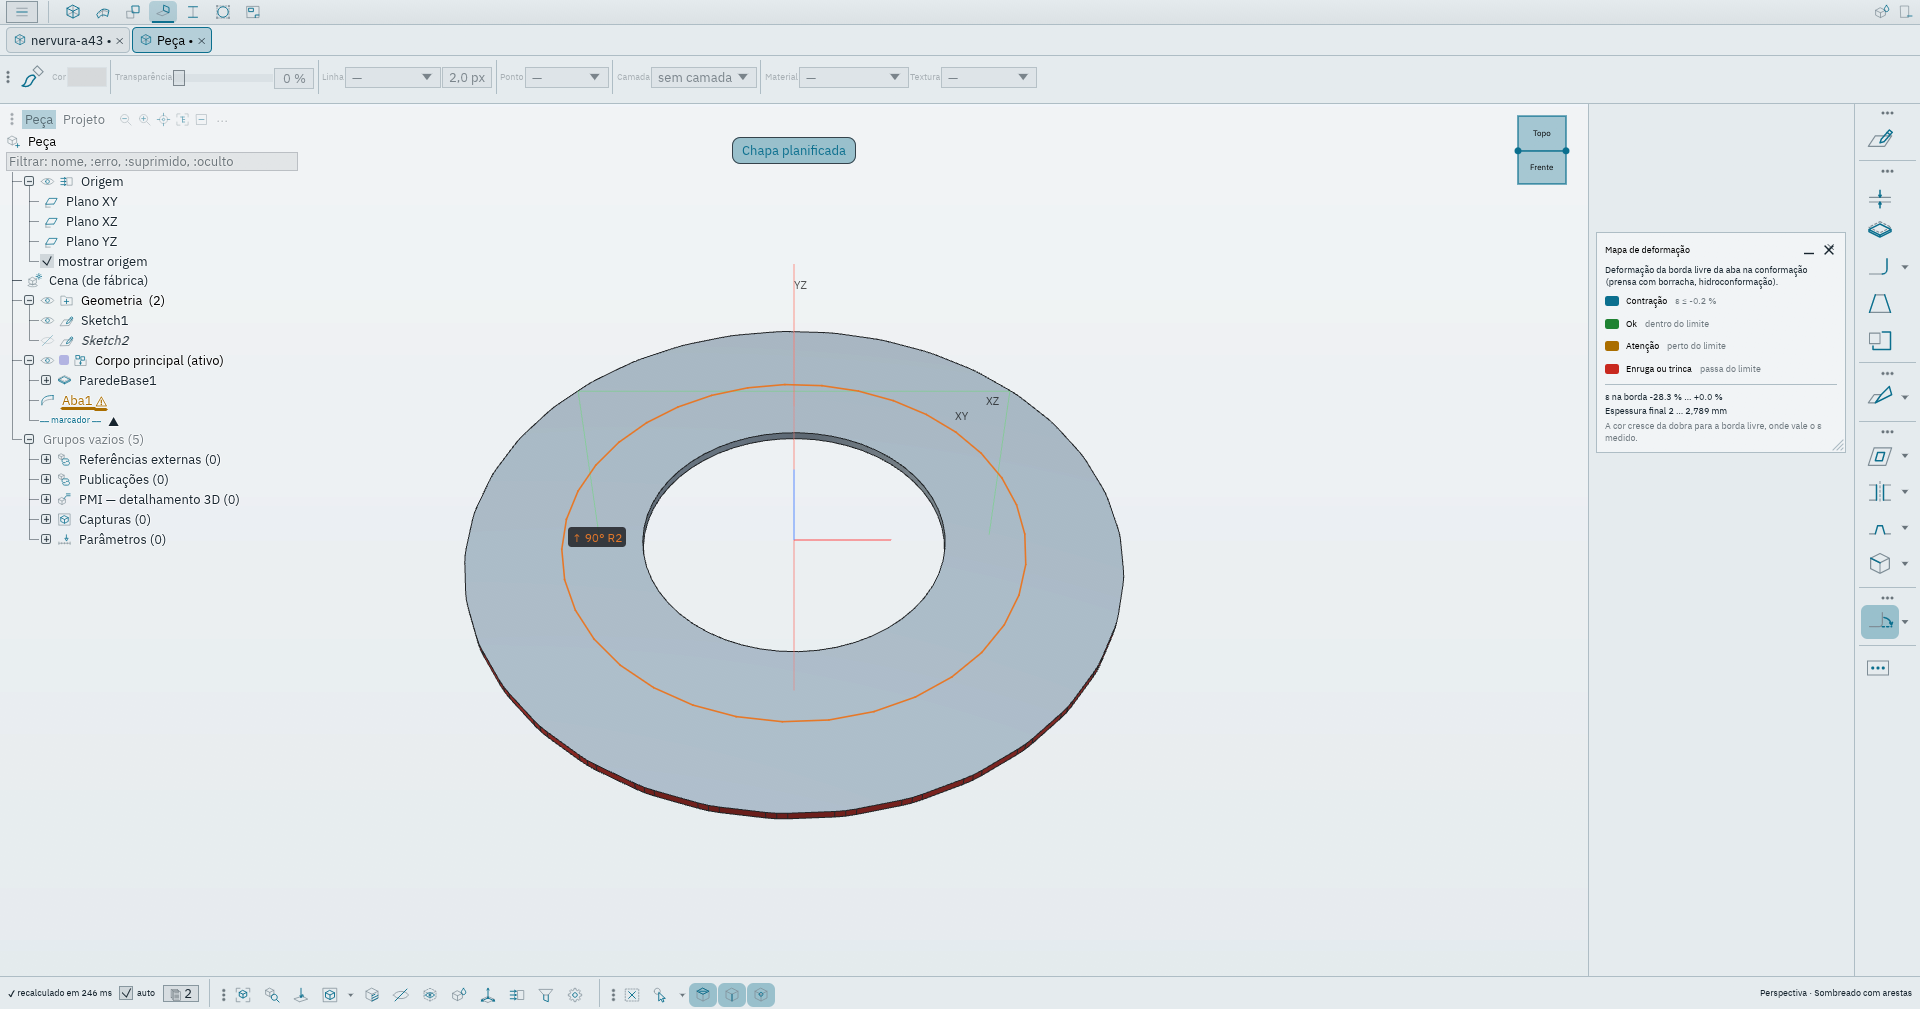 nervura-a43 •
Peça •
Cor
Transparência
0 %
Linha
—
2,0 px
Ponto
—
Camada
sem camada
Material
—
Textura
—
Peça
Projeto
...
Peça
Filtrar: nome, :erro, :suprimido, :oculto
Origem
Plano XY
Plano XZ
Plano YZ
mostrar origem
Cena (de fábrica)
Geometria (2)
Sketch1
Sketch2
Corpo principal (ativo)
ParedeBase1
Aba1
marcador
Grupos vazios (5)
Referências externas (0)
Publicações (0)
PMI — detalhamento 3D (0)
Capturas (0)
Parâmetros (0)
Chapa planificada
YZ
XZ
XY
↑ 90° R2
Topo
Frente
Mapa de deformação
Deformação da borda livre da aba na conformação
(prensa com borracha, hidroconformação).
Contração ε ≤ -0.2 %
Ok dentro do limite
Atenção perto do limite
Enruga ou trinca passa do limite
ε na borda -28.3 % … +0.0 %
Espessura final 2 … 2,789 mm
A cor cresce da dobra para a borda livre, onde vale o ε
medido.
✓ recalculado em 246 ms
auto
2
Perspectiva · Sombreado com arestas